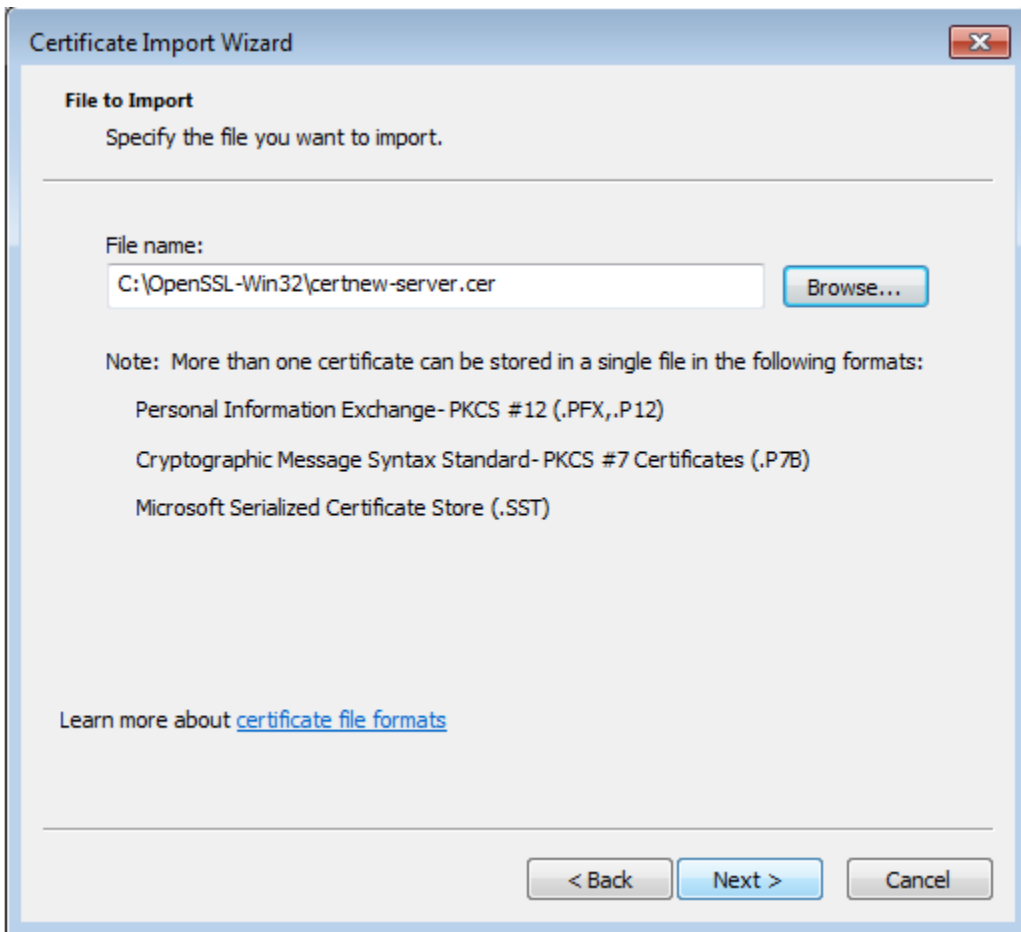 Certificate Import Wizard
File to Import
Specify the file you want to import.
File name:
C:\OpenSSL-Win32\certnew-server.cer
Browse...
Note:  More than one certificate can be stored in a single file in the following formats:
Personal Information Exchange- PKCS #12 (.PFX,.P12)
Cryptographic Message Syntax Standard- PKCS #7 Certificates (.P7B)
Microsoft Serialized Certificate Store (.SST)
Learn more about certificate file formats
< Back Next > Cancel